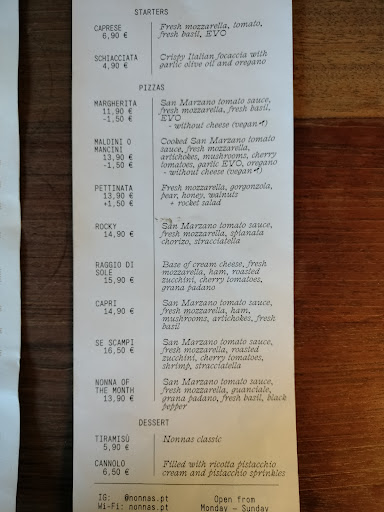 STARTERS
CAPRESE Fresh mozzarella, tomato,
6,90 € fresh basil, EVO
SCHIACCIATA Crispy Italian focaccia with
4,90 € garlic olive oil and oregano
PIZZAS
MARGHERITA San Marzano tomato sauce,
11,90 € fresh mozzarella, fresh basil,
-1,50 € EVO
- without cheese (vegan)
MALDINI O Cooked San Marzano tomato
MANCINI sauce, fresh mozzarella,
13,90 € artichokes, mushrooms, cherry
-1,50 € tomatoes, garlic EVO, oregano
- without cheese (vegan)
PETTINATA Fresh mozzarella, gorgonzola,
13,90 € pear, honey, walnuts
+1,50 € + rocket salad
ROCKY San Marzano tomato sauce,
14,90 € fresh mozzarella, spianata
chorizo, stracciatella
RAGGIO DI Base of cream cheese, fresh
SOLE mozzarella, ham, roasted
15,90 € zucchini, cherry tomatoes,
grana padano
CAPRI San Marzano tomato sauce,
14,90 € fresh mozzarella, ham,
mushrooms, artichokes, fresh
basil
SE SCAMPI San Marzano tomato sauce,
16,50 € fresh mozzarella, roasted
zucchini, cherry tomatoes,
shrimp, stracciatella
NONNA OF San Marzano tomato sauce,
THE MONTH fresh mozzarella, guanciale,
13,90 € grana padano, fresh basil, black
pepper
DESSERT
TIRAMISÙ Nonnas classic
5,90 €
CANNOLO Filled with ricotta pistacchio
6,50 € cream and pistacchio sprinkles
IG: @nonnas.pt Open from
Wi-Fi: nonnas.pt Monday - Sunday